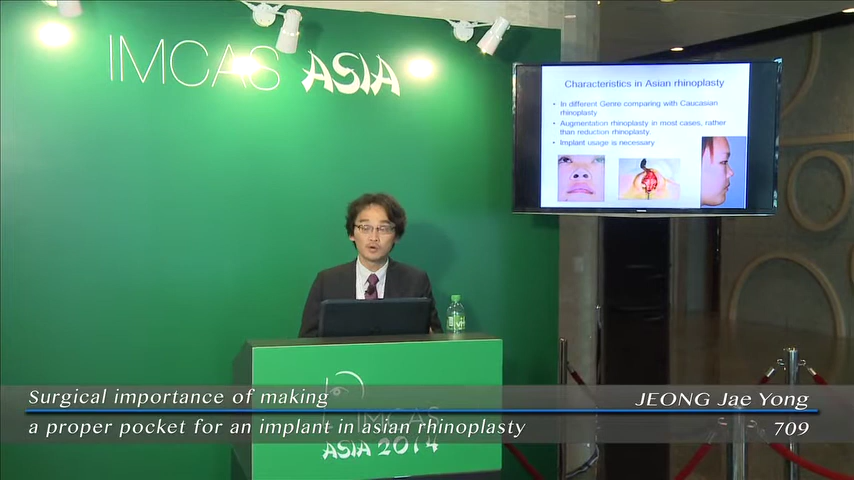 IMCAS ASIA
Characteristics in Asian rhinoplasty
• In different Genre comparing with Caucasian
rhinoplasty
• Augmentation rhinoplasty in most cases, rather
than reduction rhinoplasty.
• Implant usage is necessary
Surgical importance of making
JEONG Jae Yong
a proper pocket for an implant in asian rhinoplasty
709
IMCAS
ASIA 2014